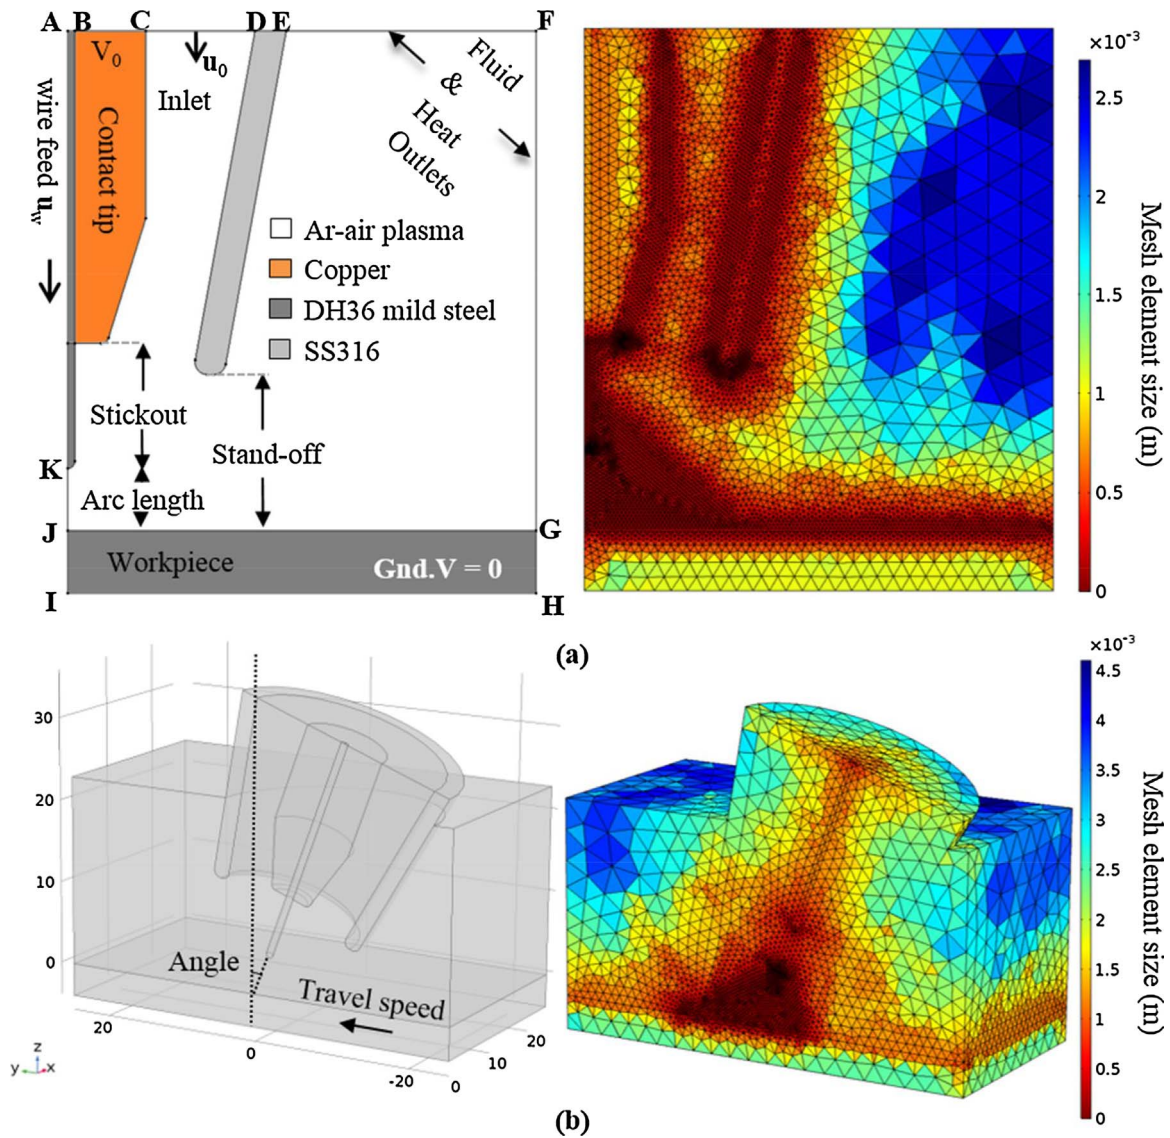 A B C D E F
V₀
u₀
Inlet
Fluid
&
Heat
Outlets
wire feed u_w
Contact tip
Ar-air plasma
Copper
DH36 mild steel
SS316
Stickout
Stand-off
K
Arc length
J
G
Workpiece
Gnd.V = 0
I
H
×10⁻³
2.5
2
1.5
1
0.5
0
Mesh element size (m)
(a)
30
20
10
0
Angle
Travel speed
20
0
-20
0
10
20
z
y
x
×10⁻³
4.5
4
3.5
3
2.5
2
1.5
1
0.5
0
Mesh element size (m)
(b)